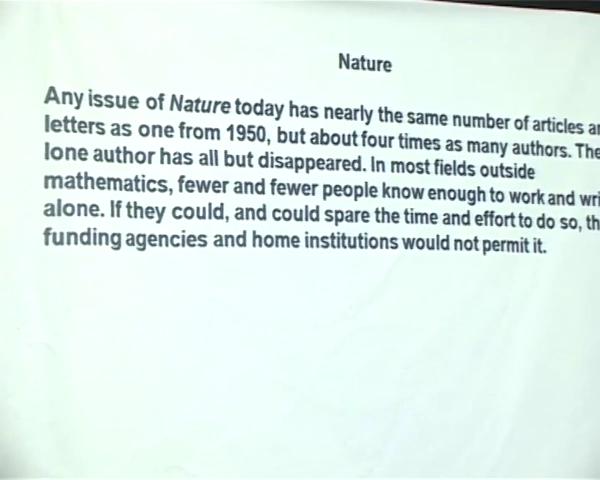 Nature
Any issue of Nature today has nearly the same number of articles
letters as one from 1950, but about four times as many authors. The
lone author has all but disappeared. In most fields outside
mathematics, fewer and fewer people know enough to work and
alone. If they could, and could spare the time and effort to do so,
funding agencies and home institutions would not permit it.